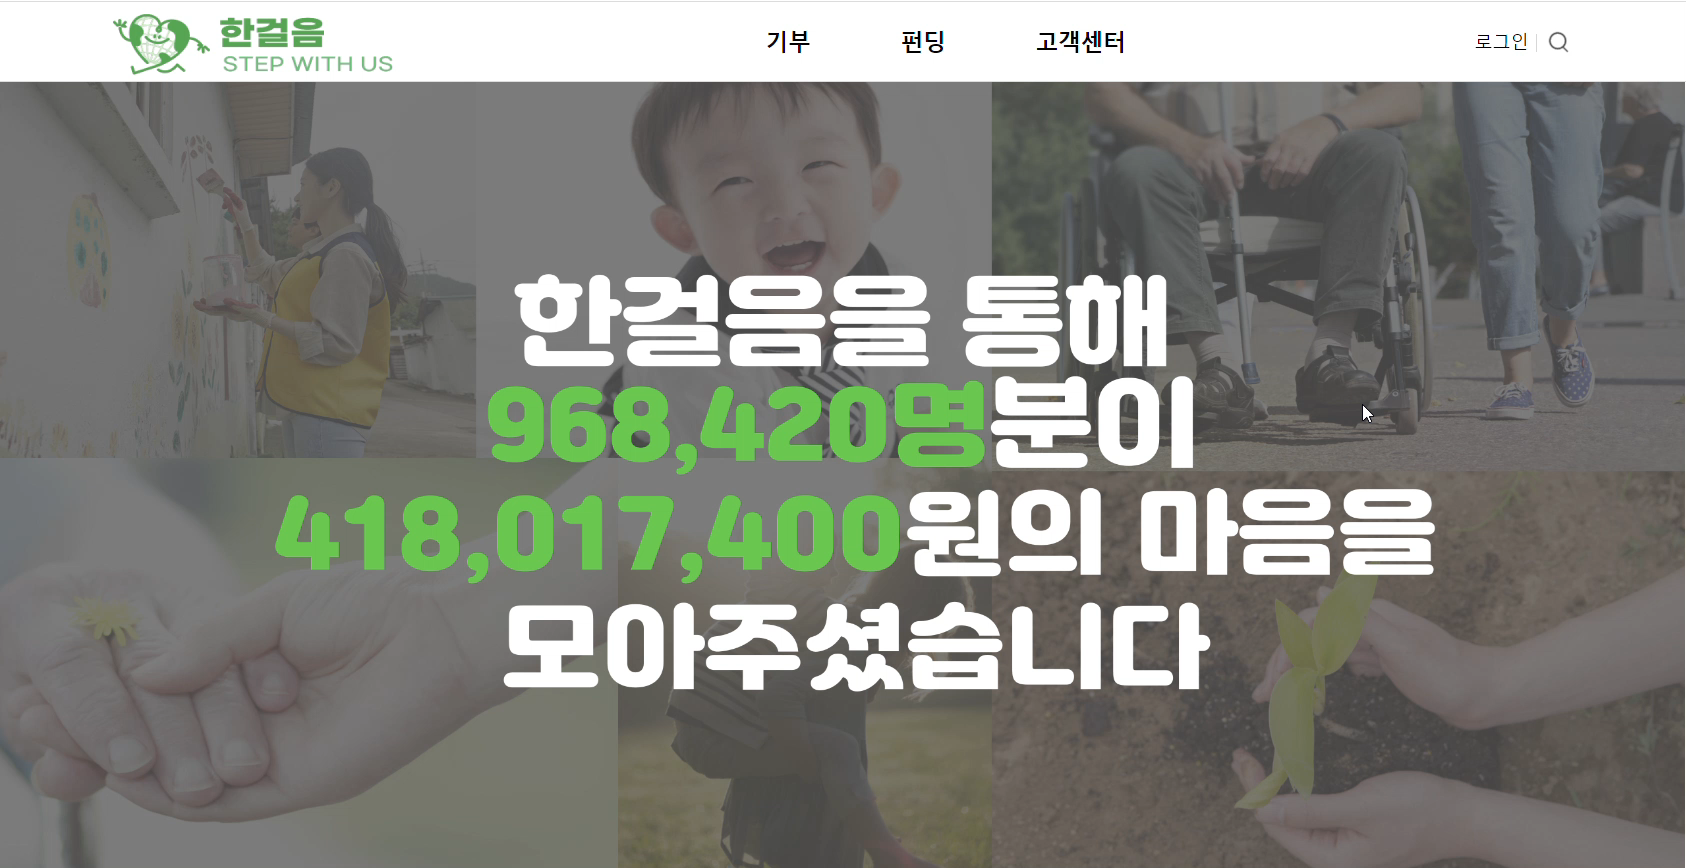 한걸음
STEP WITH US
기부 펀딩 고객센터 로그인
한걸음을 통해
968,420명분이
418,017,400원의 마음을
모아주셨습니다